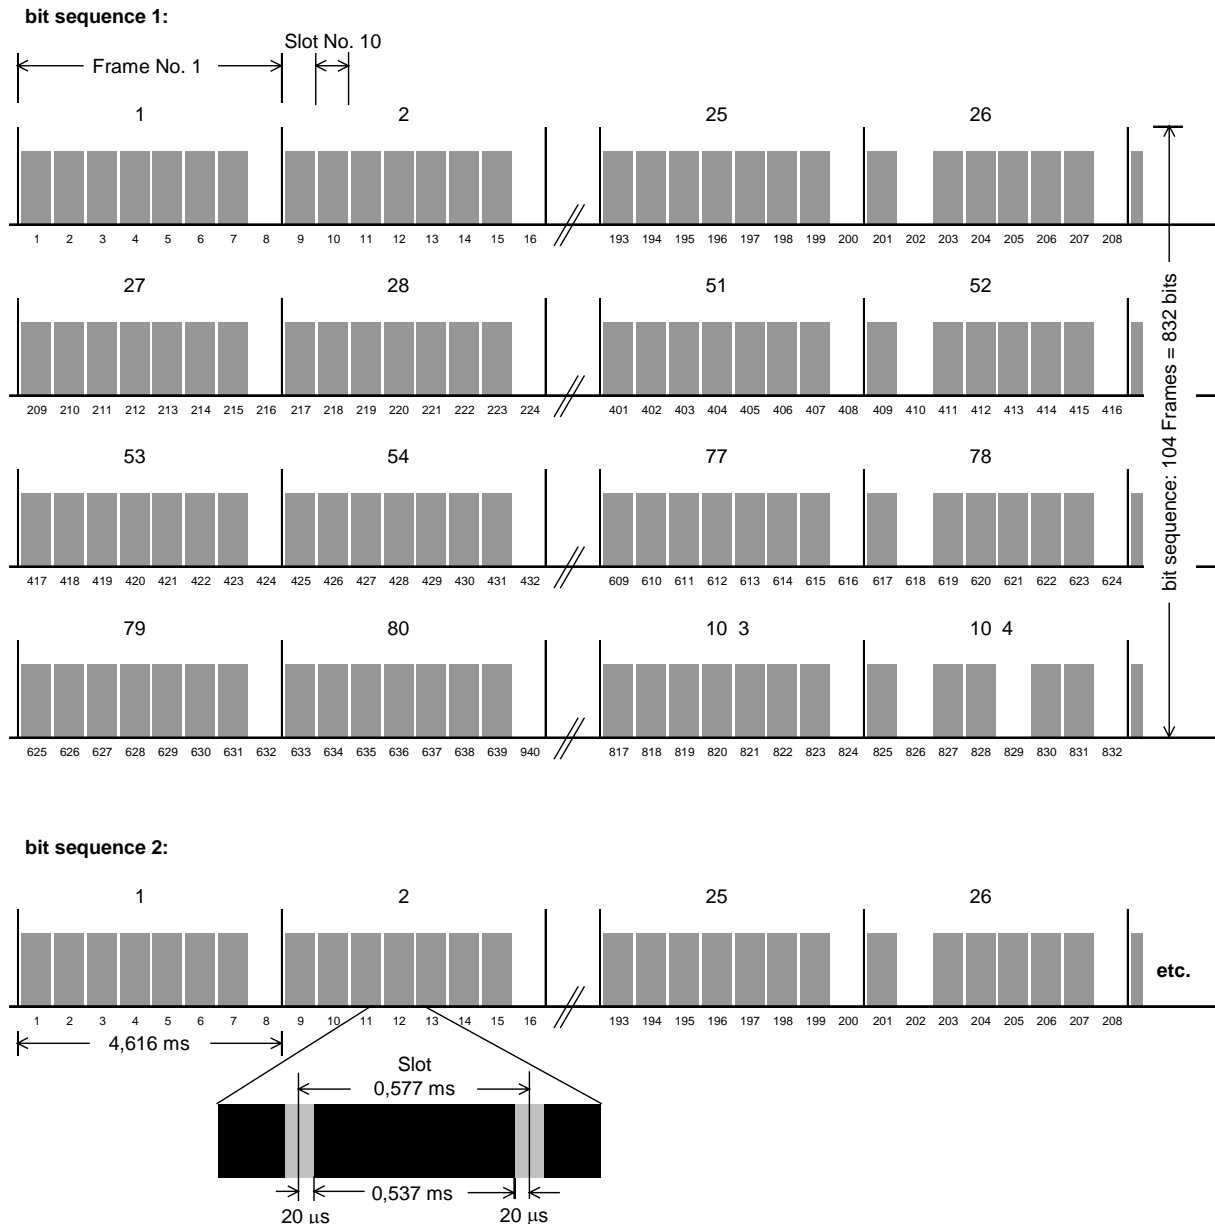 bit sequence 1:
Slot No. 10
Frame No. 1
1 2 25 26
1 2 3 4 5 6 7 8 9 10 11 12 13 14 15 16 193 194 195 196 197 198 199 200 201 202 203 204 205 206 207 208
27 28 51 52
209 210 211 212 213 214 215 216 217 218 219 220 221 222 223 224 401 402 403 404 405 406 407 408 409 410 411 412 413 414 415 416
53 54 77 78
417 418 419 420 421 422 423 424 425 426 427 428 429 430 431 432 609 610 611 612 613 614 615 616 617 618 619 620 621 622 623 624
79 80 10 3 10 4
625 626 627 628 629 630 631 632 633 634 635 636 637 638 639 940 817 818 819 820 821 822 823 824 825 826 827 828 829 830 831 832
bit sequence: 104 Frames = 832 bits
bit sequence 2:
1 2 25 26
etc.
1 2 3 4 5 6 7 8 9 10 11 12 13 14 15 16 193 194 195 196 197 198 199 200 201 202 203 204 205 206 207 208
4,616 ms
Slot
0,577 ms
0,537 ms
20 µs 20 µs